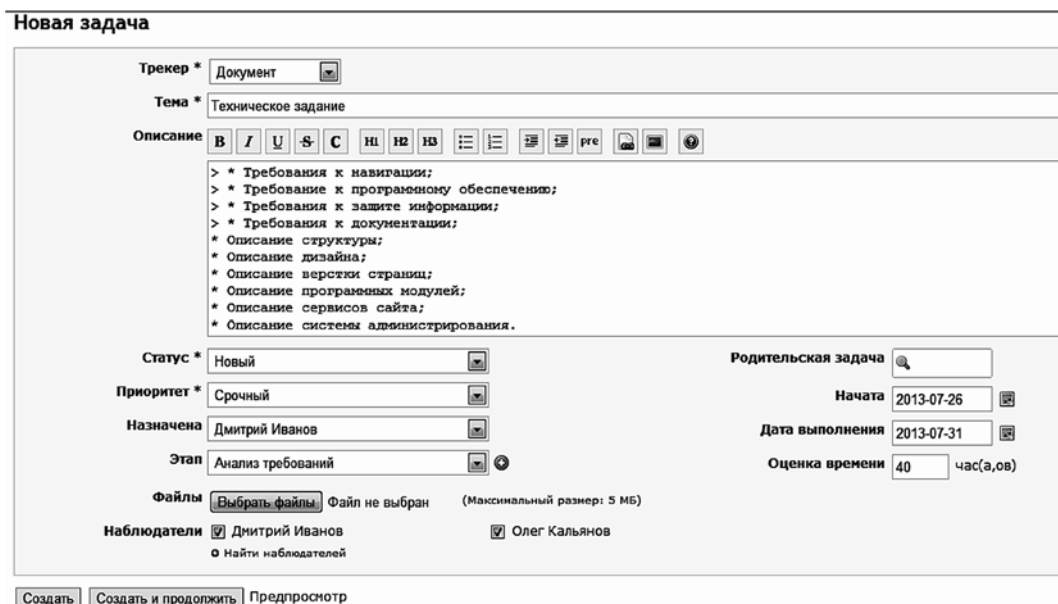 Новая задача
Трекер * Документ
Тема * Техническое задание
Описание B I U S C H1 H2 H3 pre
> * Требования к навигации;
> * Требование к программному обеспечению;
> * Требования к защите информации;
> * Требования к документации;
* Описание структуры;
* Описание дизайна;
* Описание верстки страниц;
* Описание программных модулей;
* Описание сервисов сайта;
* Описание системы администрирования.
Статус * Новый Родительская задача
Приоритет * Срочный Начата 2013-07-26
Назначена Дмитрий Иванов Дата выполнения 2013-07-31
Этап Анализ требований Оценка времени 40 час(а,ов)
Файлы Выбрать файлы Файл не выбран (Максимальный размер: 5 МБ)
Наблюдатели Дмитрий Иванов Олег Кальянов
Найти наблюдателей
Создать Создать и продолжить Предпросмотр